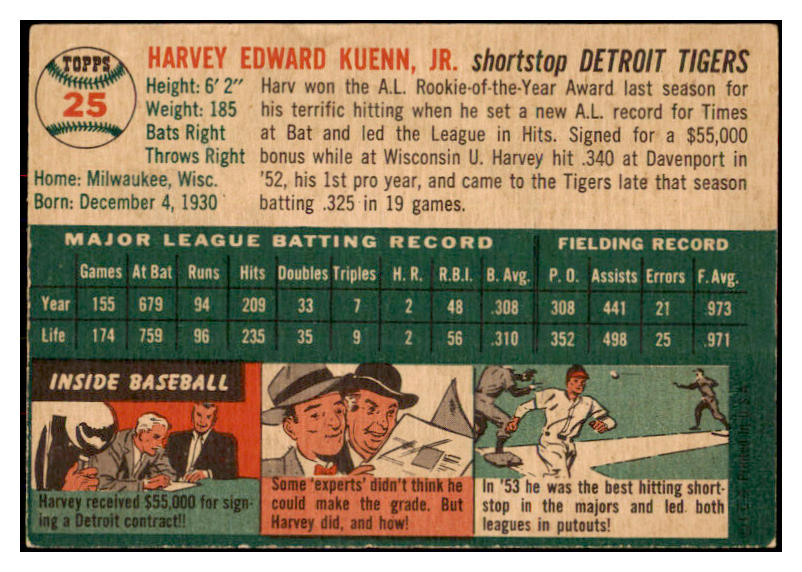 TOPPS
25
HARVEY EDWARD KUENN, JR. shortstop DETROIT TIGERS
Height: 6' 2"
Weight: 185
Bats Right
Throws Right
Home: Milwaukee, Wisc.
Born: December 4, 1930
Harv won the A.L. Rookie-of-the-Year Award last season for
his terrific hitting when he set a new A.L. record for Times
at Bat and led the League in Hits. Signed for a $55,000
bonus while at Wisconsin U. Harvey hit .340 at Davenport in
'52, his 1st pro year, and came to the Tigers late that season
batting .325 in 19 games.
MAJOR LEAGUE BATTING RECORD FIELDING RECORD
Games At Bat Runs Hits Doubles Triples H. R. R.B.I. B. Avg. P. O. Assists Errors F. Avg.
Year 155 679 94 209 33 7 2 48 .308 308 441 21 .973
Life 174 759 96 235 35 9 2 56 .310 352 498 25 .971
INSIDE BASEBALL
Harvey received $55,000 for sign-
ing a Detroit contract!!
Some 'experts' didn't think he
could make the grade. But
Harvey did, and how!
In '53 he was the best hitting short-
stop in the majors and led both
leagues in putouts!